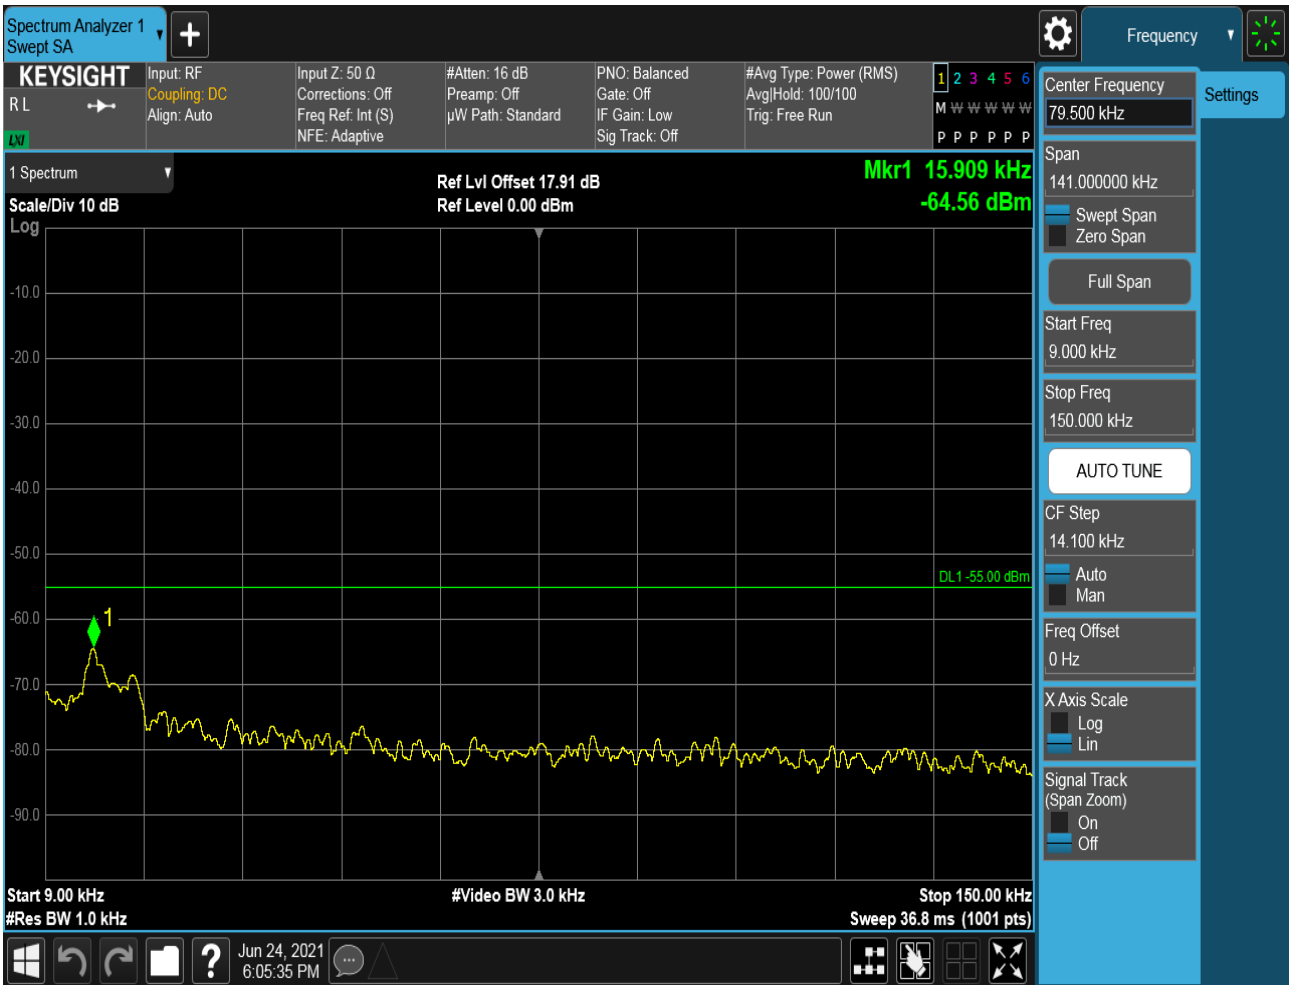 Spectrum Analyzer 1
Swept SA
Frequency
KEYSIGHT
R L
LXI
Input: RF
Coupling: DC
Align: Auto
Input Z: 50 Ω
Corrections: Off
Freq Ref: Int (S)
NFE: Adaptive
#Atten: 16 dB
Preamp: Off
µW Path: Standard
PNO: Balanced
Gate: Off
IF Gain: Low
Sig Track: Off
#Avg Type: Power (RMS)
Avg|Hold: 100/100
Trig: Free Run
1 2 3 4 5 6
M W W W W W
P P P P P P
1 Spectrum
Scale/Div 10 dB
Log
Ref Lvl Offset 17.91 dB
Ref Level 0.00 dBm
Mkr1 15.909 kHz
-64.56 dBm
-10.0
-20.0
-30.0
-40.0
-50.0
DL1 -55.00 dBm
-60.0
1
-70.0
-80.0
-90.0
Start 9.00 kHz
#Res BW 1.0 kHz
#Video BW 3.0 kHz
Stop 150.00 kHz
Sweep 36.8 ms (1001 pts)
Center Frequency
79.500 kHz
Settings
Span
141.000000 kHz
Swept Span
Zero Span
Full Span
Start Freq
9.000 kHz
Stop Freq
150.000 kHz
AUTO TUNE
CF Step
14.100 kHz
Auto
Man
Freq Offset
0 Hz
X Axis Scale
Log
Lin
Signal Track
(Span Zoom)
On
Off
?
Jun 24, 2021
6:05:35 PM